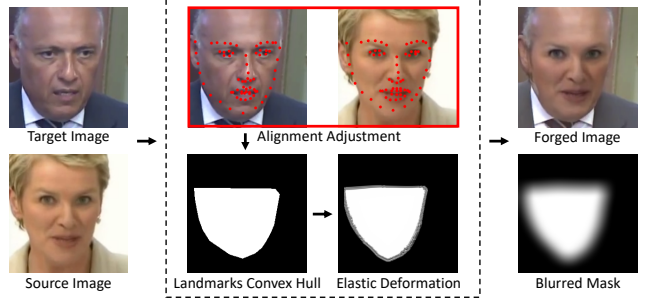 Target Image
Alignment Adjustment
Forged Image
Source Image
Landmarks Convex Hull
Elastic Deformation
Blurred Mask